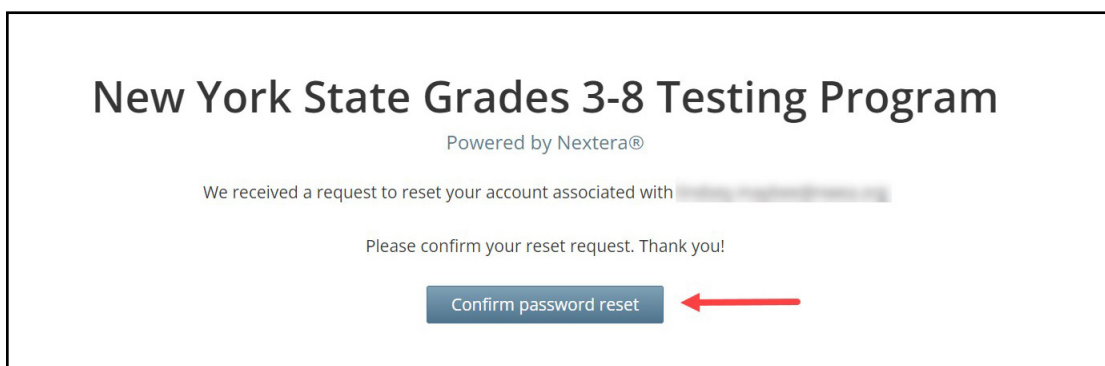 New York State Grades 3-8 Testing Program
Powered by Nextera®
We received a request to reset your account associated with
Please confirm your reset request. Thank you!
Confirm password reset